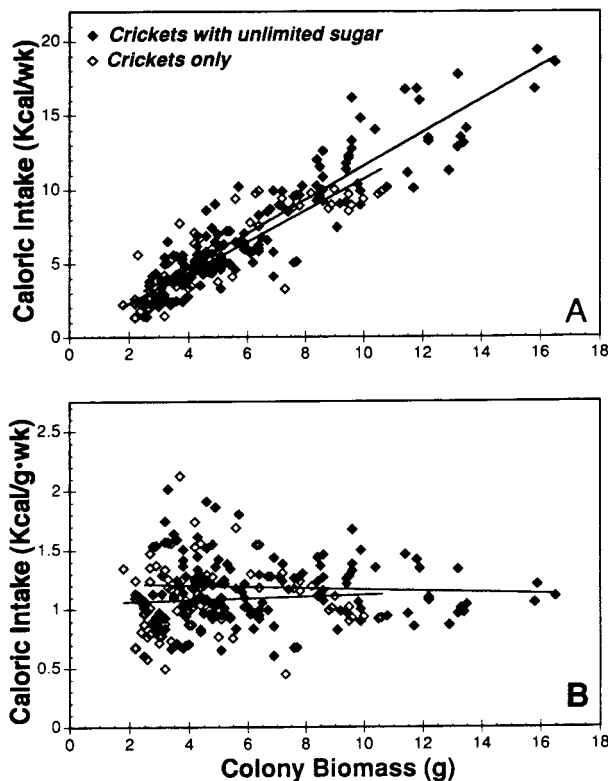 Crickets with unlimited sugar
Crickets only
Caloric Intake (Kcal/wk)
20
15
10
5
0
A
0 2 4 6 8 10 12 14 16 18
Caloric Intake (Kcal/g·wk)
2.5
2
1.5
1
0.5
0
B
0 2 4 6 8 10 12 14 16 18
Colony Biomass (g)